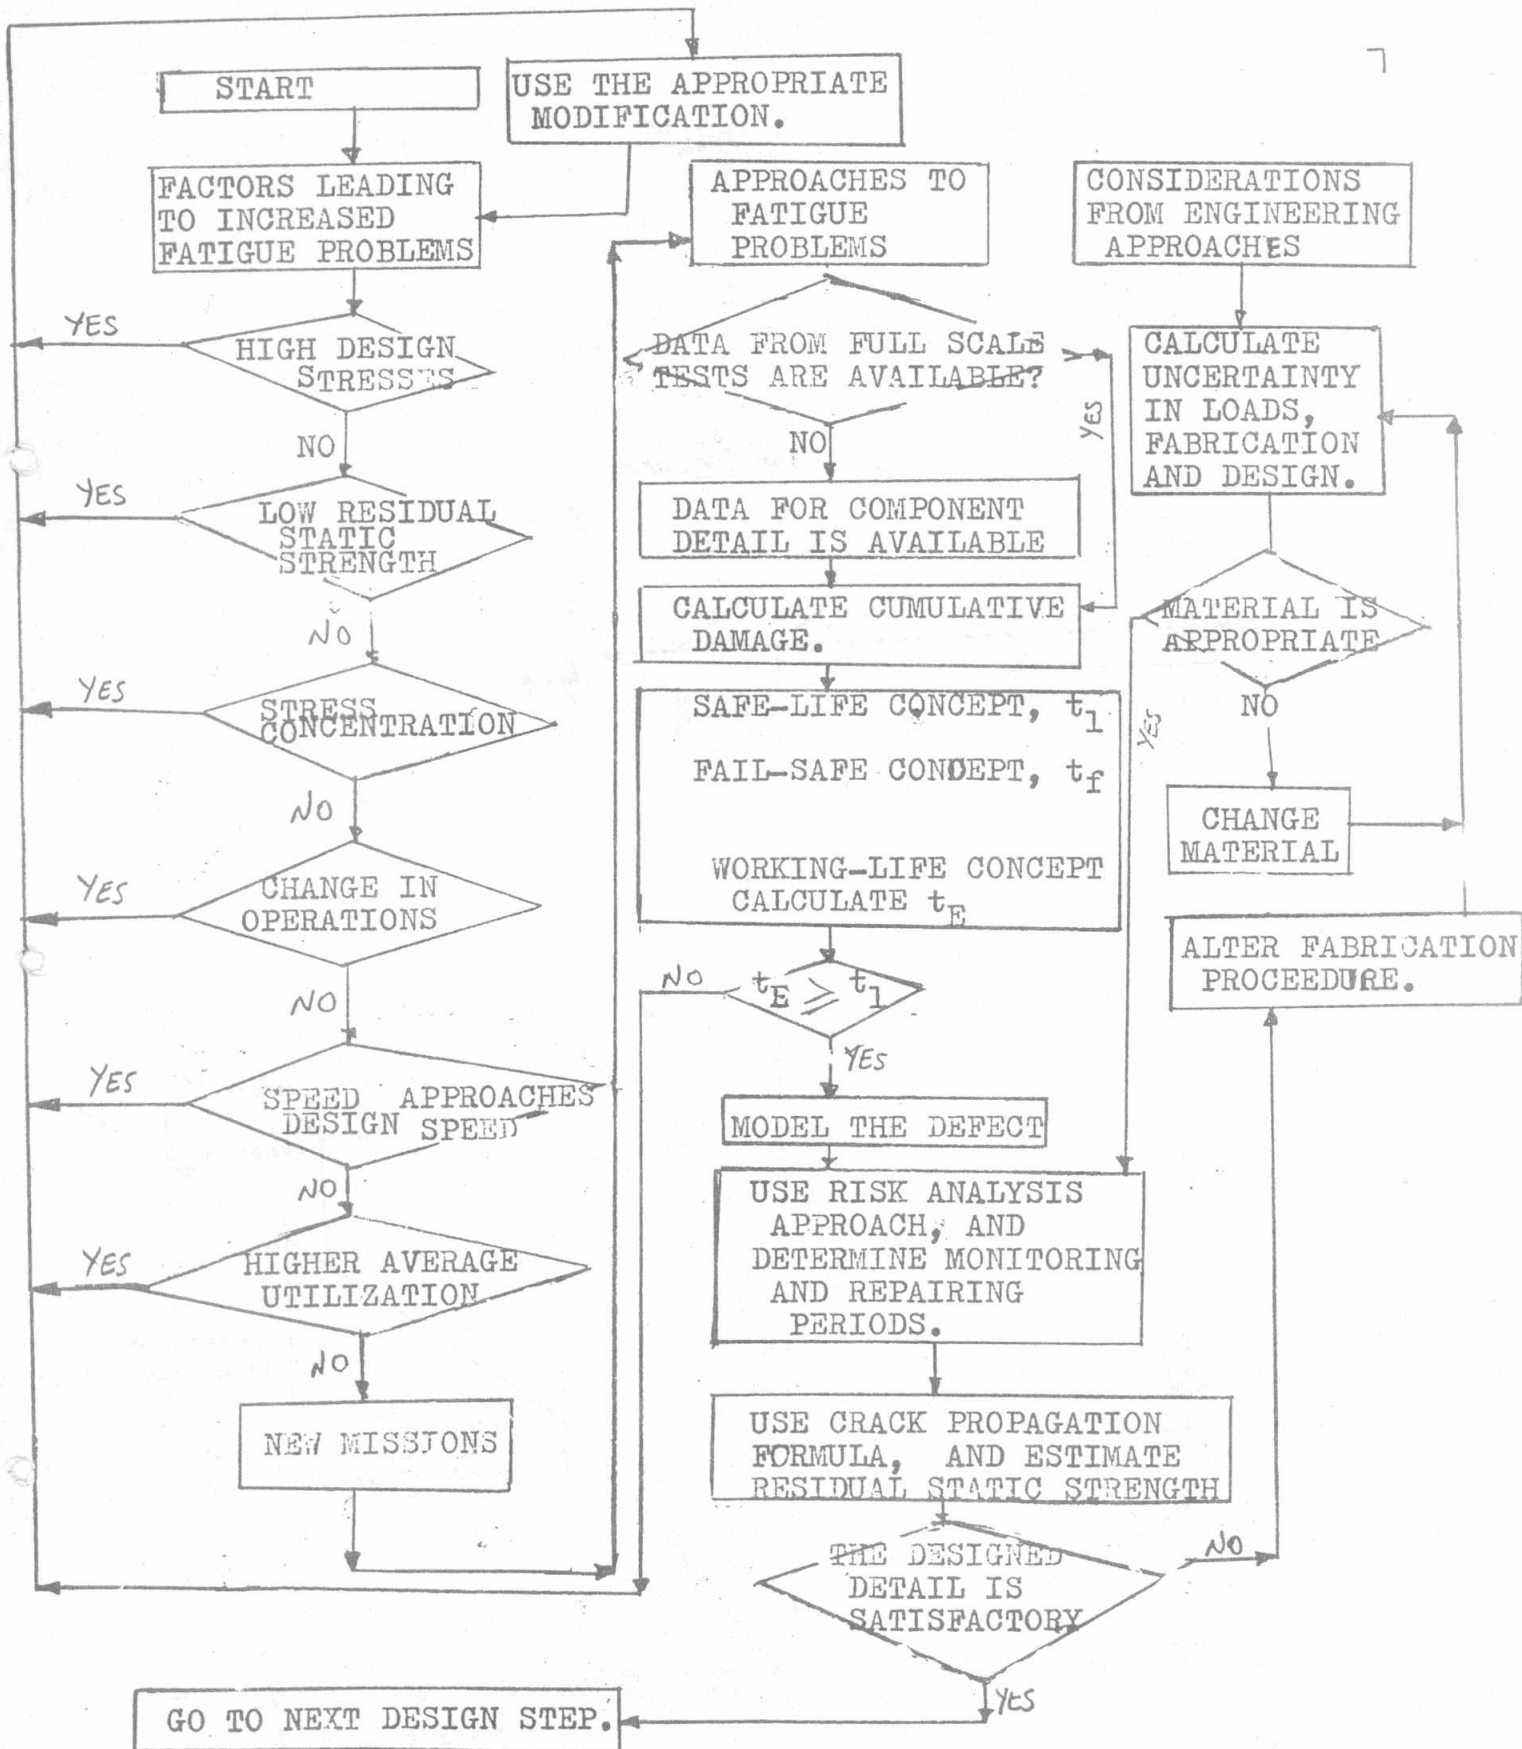 START
USE THE APPROPRIATE
MODIFICATION.
FACTORS LEADING
TO INCREASED
FATIGUE PROBLEMS
YES
HIGH DESIGN
STRESSES
NO
YES
LOW RESIDUAL
STATIC
STRENGTH
NO
YES
STRESS
CONCENTRATION
NO
YES
CHANGE IN
OPERATIONS
NO
YES
SPEED APPROACHES
DESIGN SPEED
NO
YES
HIGHER AVERAGE
UTILIZATION
NO
NEW MISSIONS
APPROACHES TO
FATIGUE
PROBLEMS
DATA FROM FULL SCALE
TESTS ARE AVAILABLE?
YES
NO
DATA FOR COMPONENT
DETAIL IS AVAILABLE
CALCULATE CUMULATIVE
DAMAGE.
SAFE-LIFE CONCEPT, t_l
FAIL-SAFE CONCEPT, t_f
WORKING-LIFE CONCEPT
CALCULATE t_E
NO
t_E ⩾ t_l
YES
MODEL THE DEFECT
USE RISK ANALYSIS
APPROACH, AND
DETERMINE MONITORING
AND REPAIRING
PERIODS.
USE CRACK PROPAGATION
FORMULA, AND ESTIMATE
RESIDUAL STATIC STRENGTH
THE DESIGNED
DETAIL IS
SATISFACTORY
NO
YES
GO TO NEXT DESIGN STEP.
CONSIDERATIONS
FROM ENGINEERING
APPROACHES
CALCULATE
UNCERTAINTY
IN LOADS,
FABRICATION
AND DESIGN.
MATERIAL IS
APPROPRIATE
YES
NO
CHANGE
MATERIAL
ALTER FABRICATION
PROCEEDURE.